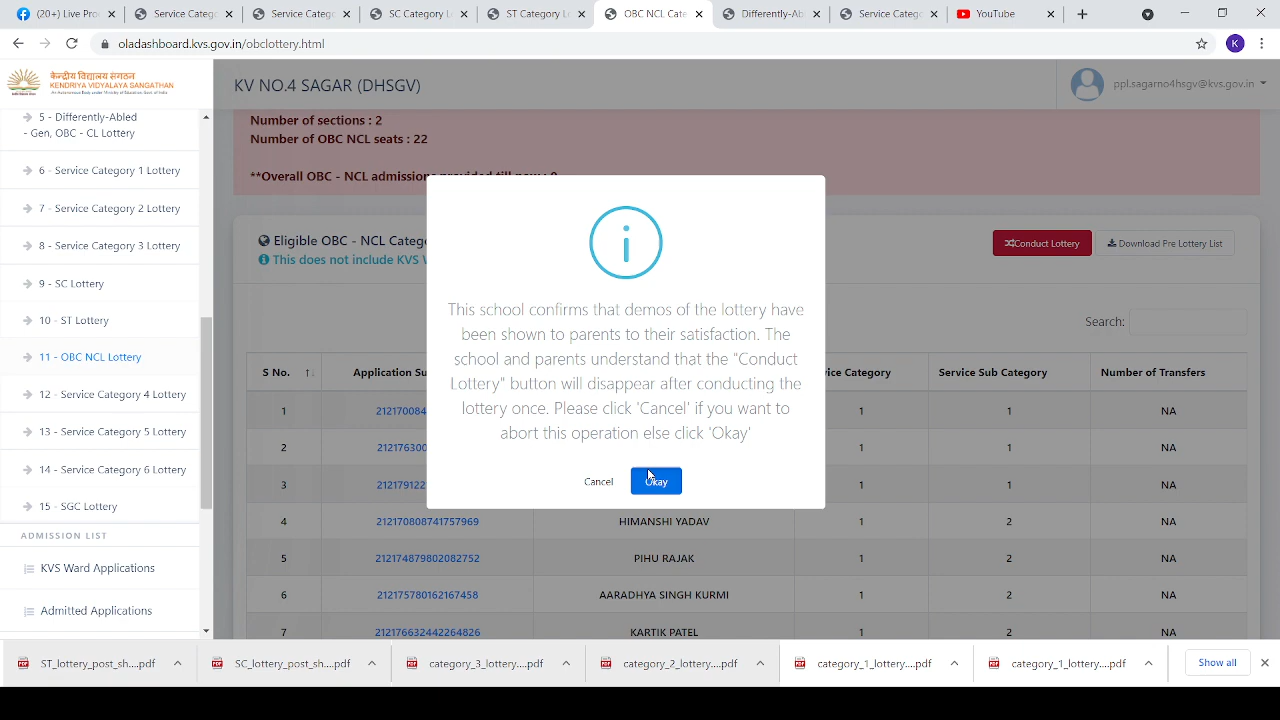 (20+) Live Pro
Service Categ
Service Categ
SC Category L
ST Category L
OBC NCL Cate
Differently-Ab
Service Categ
YouTube
oladashboard.kvs.gov.in/obclottery.html
K
केन्द्रीय विद्यालय संगठन
KENDRIYA VIDYALAYA SANGATHAN
KV NO.4 SAGAR (DHSGV)
ppl.sagarno4hsgv@kvs.gov.in
5 - Differently-Abled
- Gen, OBC - CL Lottery
6 - Service Category 1 Lottery
7 - Service Category 2 Lottery
8 - Service Category 3 Lottery
9 - SC Lottery
10 - ST Lottery
11 - OBC NCL Lottery
12 - Service Category 4 Lottery
13 - Service Category 5 Lottery
14 - Service Category 6 Lottery
15 - SGC Lottery
ADMISSION LIST
KVS Ward Applications
Admitted Applications
Number of sections : 2
Number of OBC NCL seats : 22
**Overall OBC - NCL admissions provided till now : 0
Eligible OBC - NCL Categ
This does not include KVS W
Conduct Lottery
Download Pre Lottery List
Search:
S No.
Application Su
vice Category
Service Sub Category
Number of Transfers
1 212170084 1 1 NA
2 212176300 1 1 NA
3 212179122 1 1 NA
4 212170808741757969 HIMANSHI YADAV 1 2 NA
5 212174879802082752 PIHU RAJAK 1 2 NA
6 212175780162167458 AARADHYA SINGH KURMI 1 2 NA
7 212176632442264826 KARTIK PATEL 1 2 NA
This school confirms that demos of the lottery have
been shown to parents to their satisfaction. The
school and parents understand that the "Conduct
Lottery" button will disappear after conducting the
lottery once. Please click 'Cancel' if you want to
abort this operation else click 'Okay'
Cancel
Okay
ST_lottery_post_sh....pdf
SC_lottery_post_sh....pdf
category_3_lottery....pdf
category_2_lottery....pdf
category_1_lottery....pdf
category_1_lottery....pdf
Show all